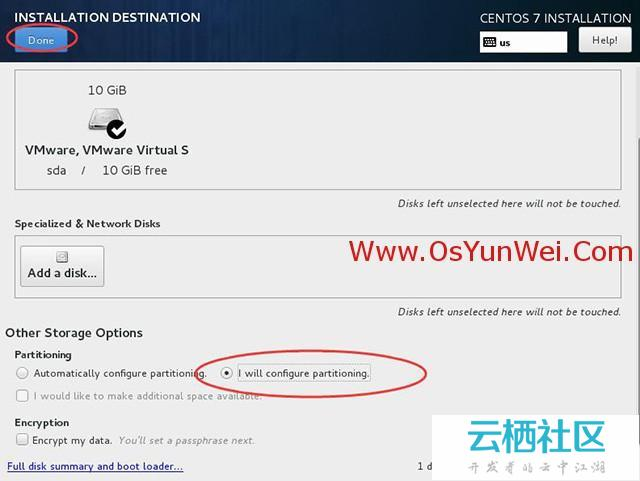 INSTALLATION DESTINATION
CENTOS 7 INSTALLATION
Done
us
Help!
10 GiB
VMware, VMware Virtual S
sda / 10 GiB free
Disks left unselected here will not be touched.
Specialized & Network Disks
Www.OsYunWei.Com
Add a disk...
Disks left unselected here will not be touched.
Other Storage Options
Partitioning
Automatically configure partitioning.
I will configure partitioning.
I would like to make additional space available.
Encryption
Encrypt my data. You'll set a passphrase next.
云栖社区
开发者的云中江湖
Full disk summary and boot loader...
1 d